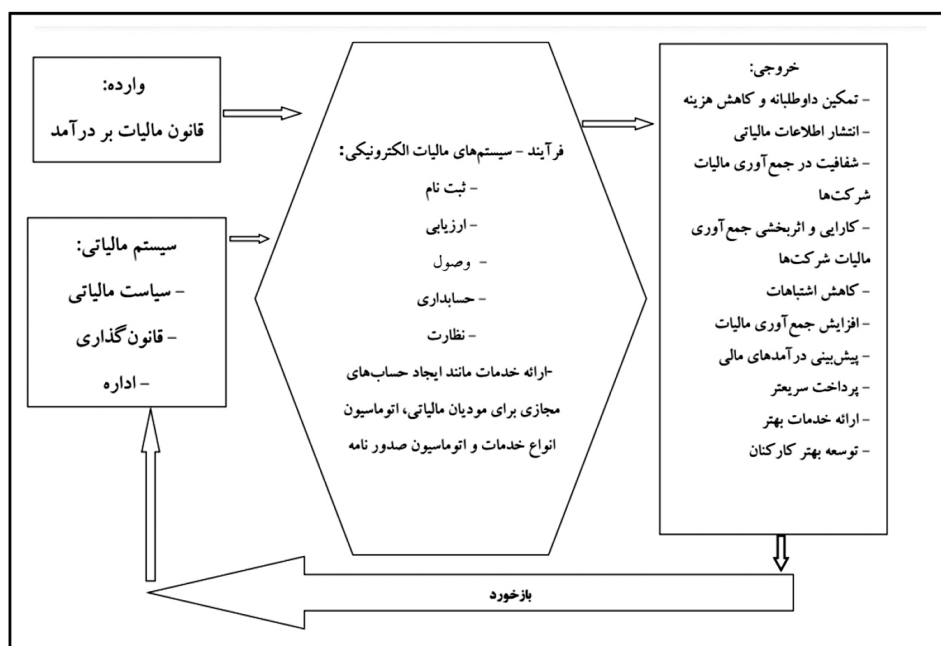 وارده:
قانون مالیات بر درآمد
سیستم مالیاتی:
– سیاست مالیاتی
– قانون‌گذاری
– اداره
فرآیند – سیستم‌های مالیات الکترونیکی:
– ثبت نام
– ارزیابی
– وصول
– حسابداری
– نظارت
-ارائه خدمات مانند ایجاد حساب‌های
مجازی برای مودیان مالیاتی، اتوماسیون
انواع خدمات و اتوماسیون صدور نامه
خروجی:
– تمکین داوطلبانه و کاهش هزینه
– انتشار اطلاعات مالیاتی
– شفافیت در جمع‌آوری مالیات
شرکت‌ها
– کارایی و اثربخشی جمع‌آوری
مالیات شرکت‌ها
– کاهش اشتباهات
– افزایش جمع‌آوری مالیات
– پیش‌بینی درآمدهای مالی
– پرداخت سریعتر
– ارائه خدمات بهتر
– توسعه بهتر کارکنان
بازخورد